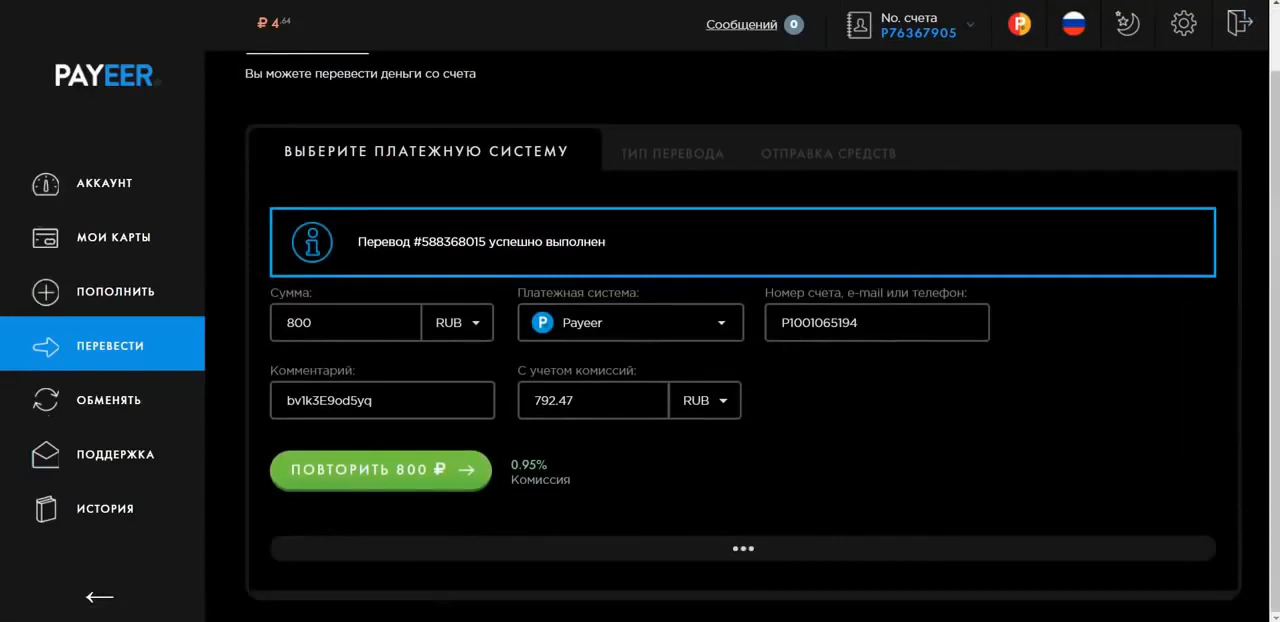 ₽ 4.64
Сообщений 0
No. счета
P76367905
PAYEER
Вы можете перевести деньги со счета
ВЫБЕРИТЕ ПЛАТЕЖНУЮ СИСТЕМУ
ТИП ПЕРЕВОДА
ОТПРАВКА СРЕДСТВ
АККАУНТ
МОИ КАРТЫ
ПОПОЛНИТЬ
ПЕРЕВЕСТИ
ОБМЕНЯТЬ
ПОДДЕРЖКА
ИСТОРИЯ
Перевод #588368015 успешно выполнен
Сумма:
800 RUB
Платежная система:
P Payeer
Номер счета, e-mail или телефон:
P1001065194
Комментарий:
bv1k3E9od5yq
С учетом комиссий:
792.47 RUB
ПОВТОРИТЬ 800 ₽
0.95%
Комиссия